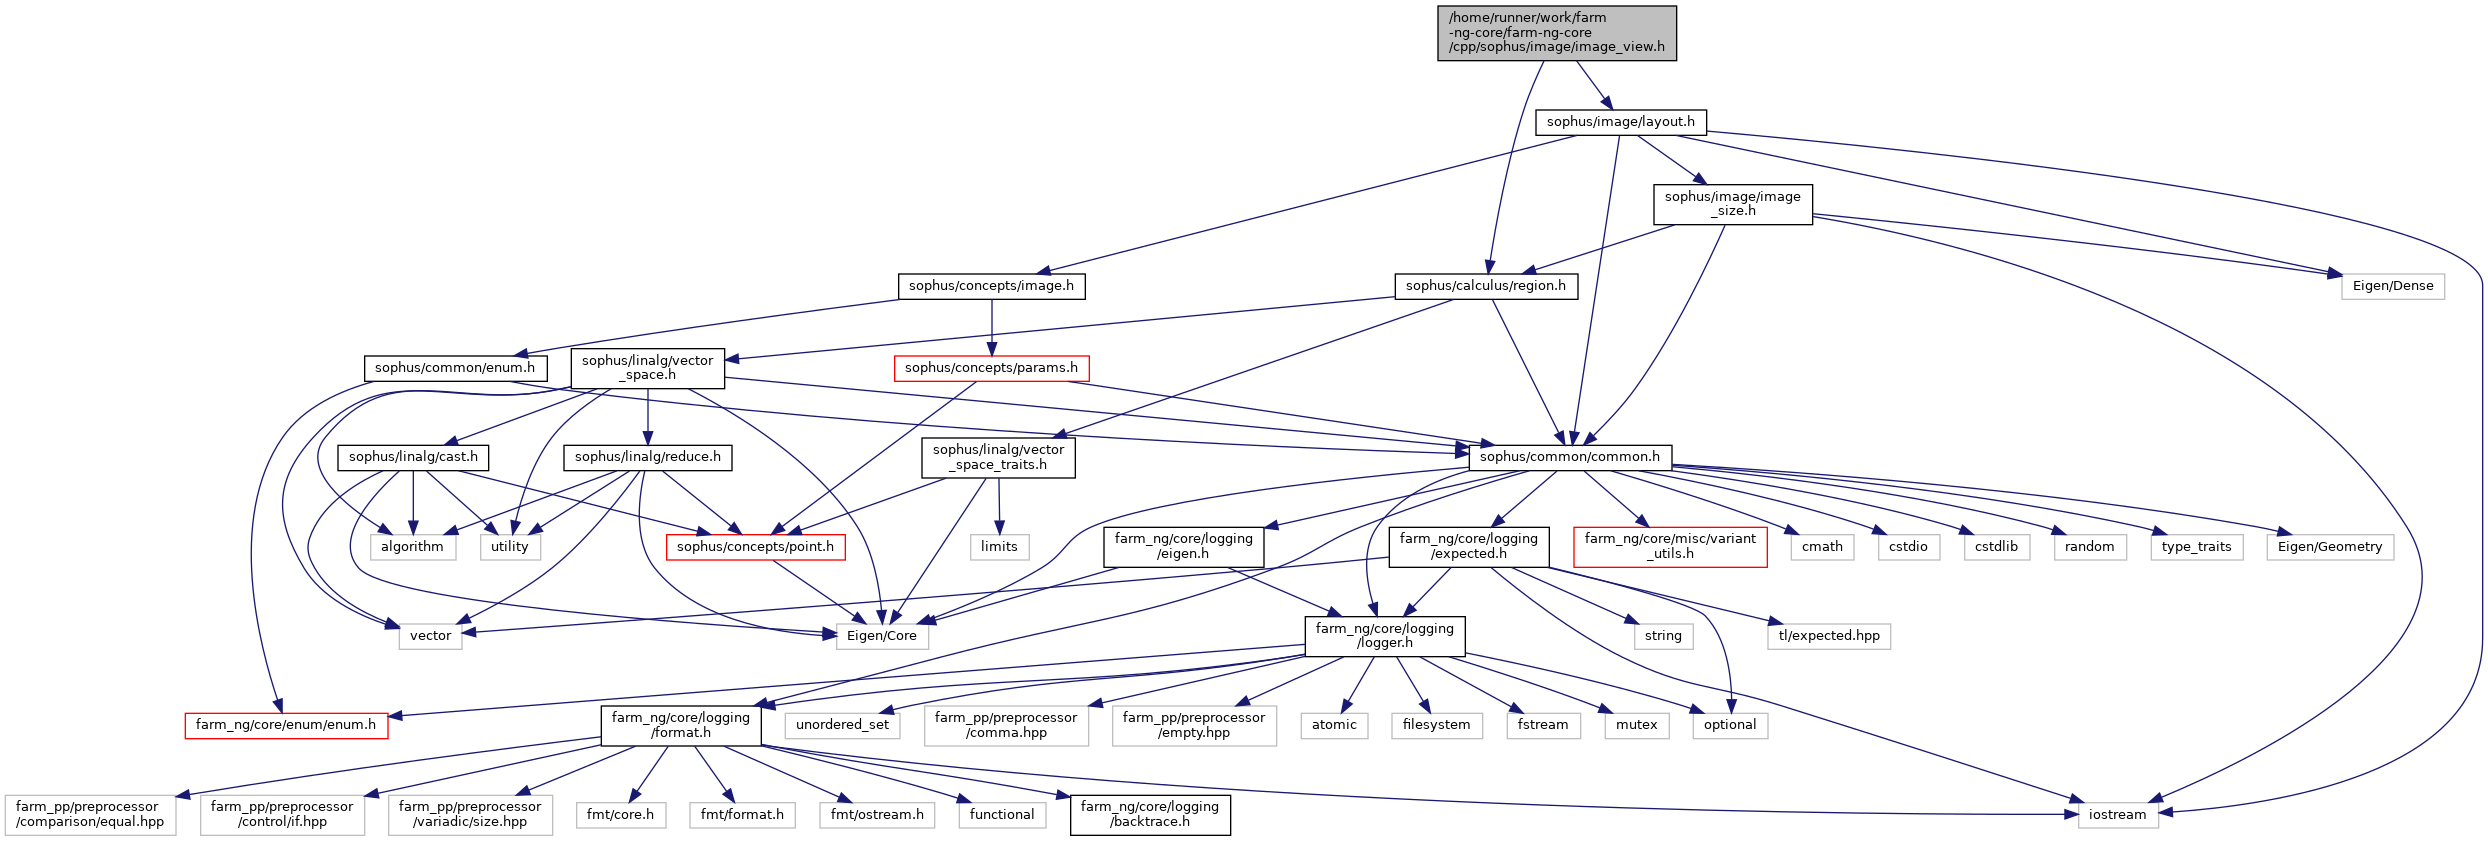 /home/runner/work/farm
-ng-core/farm-ng-core
/cpp/sophus/image/image_view.h
sophus/image/layout.h
sophus/image/image
_size.h
sophus/concepts/image.h
sophus/calculus/region.h
Eigen/Dense
sophus/common/enum.h
sophus/linalg/vector
_space.h
sophus/concepts/params.h
sophus/linalg/cast.h
sophus/linalg/reduce.h
sophus/linalg/vector
_space_traits.h
sophus/common/common.h
algorithm
utility
sophus/concepts/point.h
limits
farm_ng/core/logging
/eigen.h
farm_ng/core/logging
/expected.h
farm_ng/core/misc/variant
_utils.h
cmath
cstdio
cstdlib
random
type_traits
Eigen/Geometry
vector
Eigen/Core
farm_ng/core/logging
/logger.h
string
tl/expected.hpp
farm_ng/core/enum/enum.h
farm_ng/core/logging
/format.h
unordered_set
farm_pp/preprocessor
/comma.hpp
farm_pp/preprocessor
/empty.hpp
atomic
filesystem
fstream
mutex
optional
farm_pp/preprocessor
/comparison/equal.hpp
farm_pp/preprocessor
/control/if.hpp
farm_pp/preprocessor
/variadic/size.hpp
fmt/core.h
fmt/format.h
fmt/ostream.h
functional
farm_ng/core/logging
/backtrace.h
iostream